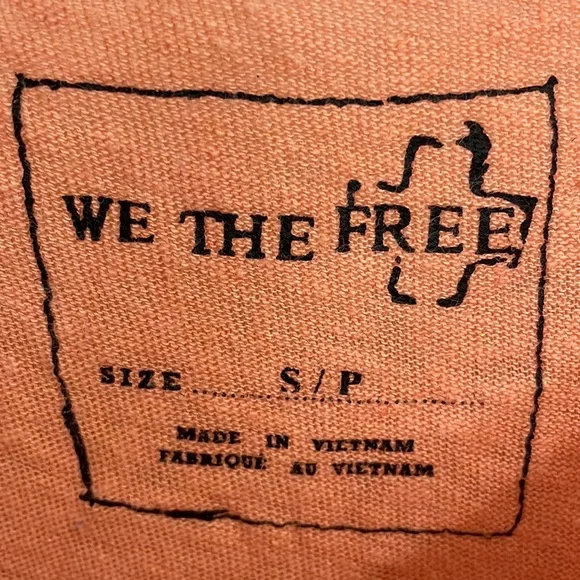 WE THE FREE
SIZE ........ S / P ................
MADE IN VIETNAM
FABRIQUÉ AU VIETNAM